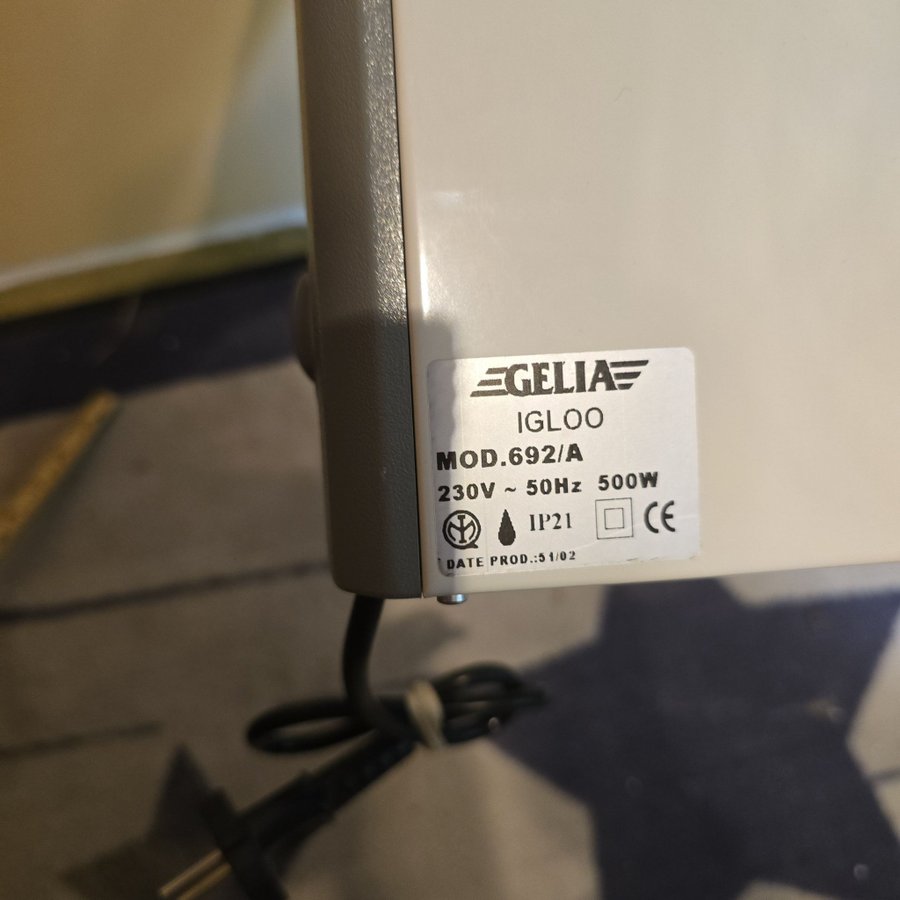 GELIA
IGLOO
MOD.692/A
230V ~ 50Hz 500W
IP21 CE
DATE PROD.:51/02